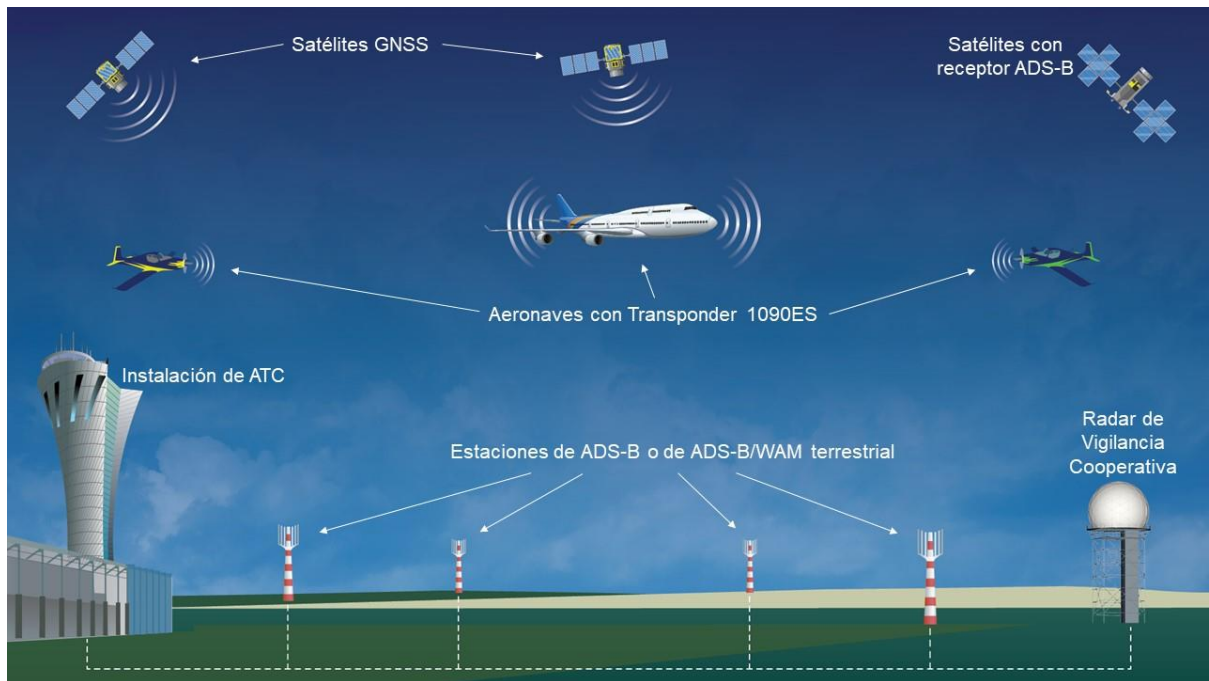 Satélites GNSS
Satélites con
receptor ADS-B
Aeronaves con Transponder 1090ES
Instalación de ATC
Estaciones de ADS-B o de ADS-B/WAM terrestrial
Radar de
Vigilancia
Cooperativa